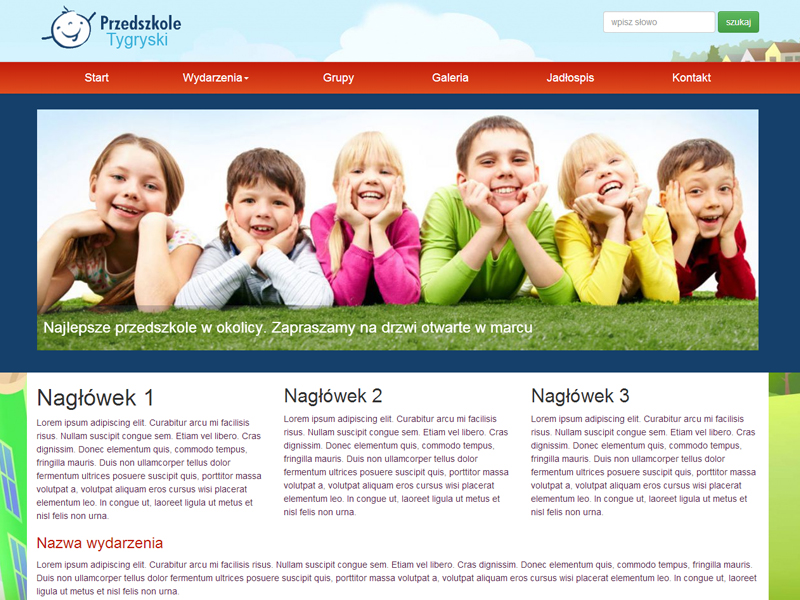 Przedszkole
Tygryski
wpisz słowo
szukaj
Start
Wydarzenia
Grupy
Galeria
Jadłospis
Kontakt
Najlepsze przedszkole w okolicy. Zapraszamy na drzwi otwarte w marcu
Nagłówek 1
Lorem ipsum adipiscing elit. Curabitur arcu mi facilisis
risus. Nullam suscipit congue sem. Etiam vel libero. Cras
dignissim. Donec elementum quis, commodo tempus,
fringilla mauris. Duis non ullamcorper tellus dolor
fermentum ultrices posuere suscipit quis, porttitor massa
volutpat a, volutpat aliquam eros cursus wisi placerat
elementum leo. In congue ut, laoreet ligula ut metus et
nisl felis non urna.
Nagłówek 2
Lorem ipsum adipiscing elit. Curabitur arcu mi facilisis
risus. Nullam suscipit congue sem. Etiam vel libero. Cras
dignissim. Donec elementum quis, commodo tempus,
fringilla mauris. Duis non ullamcorper tellus dolor
fermentum ultrices posuere suscipit quis, porttitor massa
volutpat a, volutpat aliquam eros cursus wisi placerat
elementum leo. In congue ut, laoreet ligula ut metus et
nisl felis non urna.
Nagłówek 3
Lorem ipsum adipiscing elit. Curabitur arcu mi facilisis
risus. Nullam suscipit congue sem. Etiam vel libero. Cras
dignissim. Donec elementum quis, commodo tempus,
fringilla mauris. Duis non ullamcorper tellus dolor
fermentum ultrices posuere suscipit quis, porttitor massa
volutpat a, volutpat aliquam eros cursus wisi placerat
elementum leo. In congue ut, laoreet ligula ut metus et
nisl felis non urna.
Nazwa wydarzenia
Lorem ipsum adipiscing elit. Curabitur arcu mi facilisis risus. Nullam suscipit congue sem. Etiam vel libero. Cras dignissim. Donec elementum quis, commodo tempus, fringilla mauris.
Duis non ullamcorper tellus dolor fermentum ultrices posuere suscipit quis, porttitor massa volutpat a, volutpat aliquam eros cursus wisi placerat elementum leo. In congue ut, laoreet
ligula ut metus et nisl felis non urna.